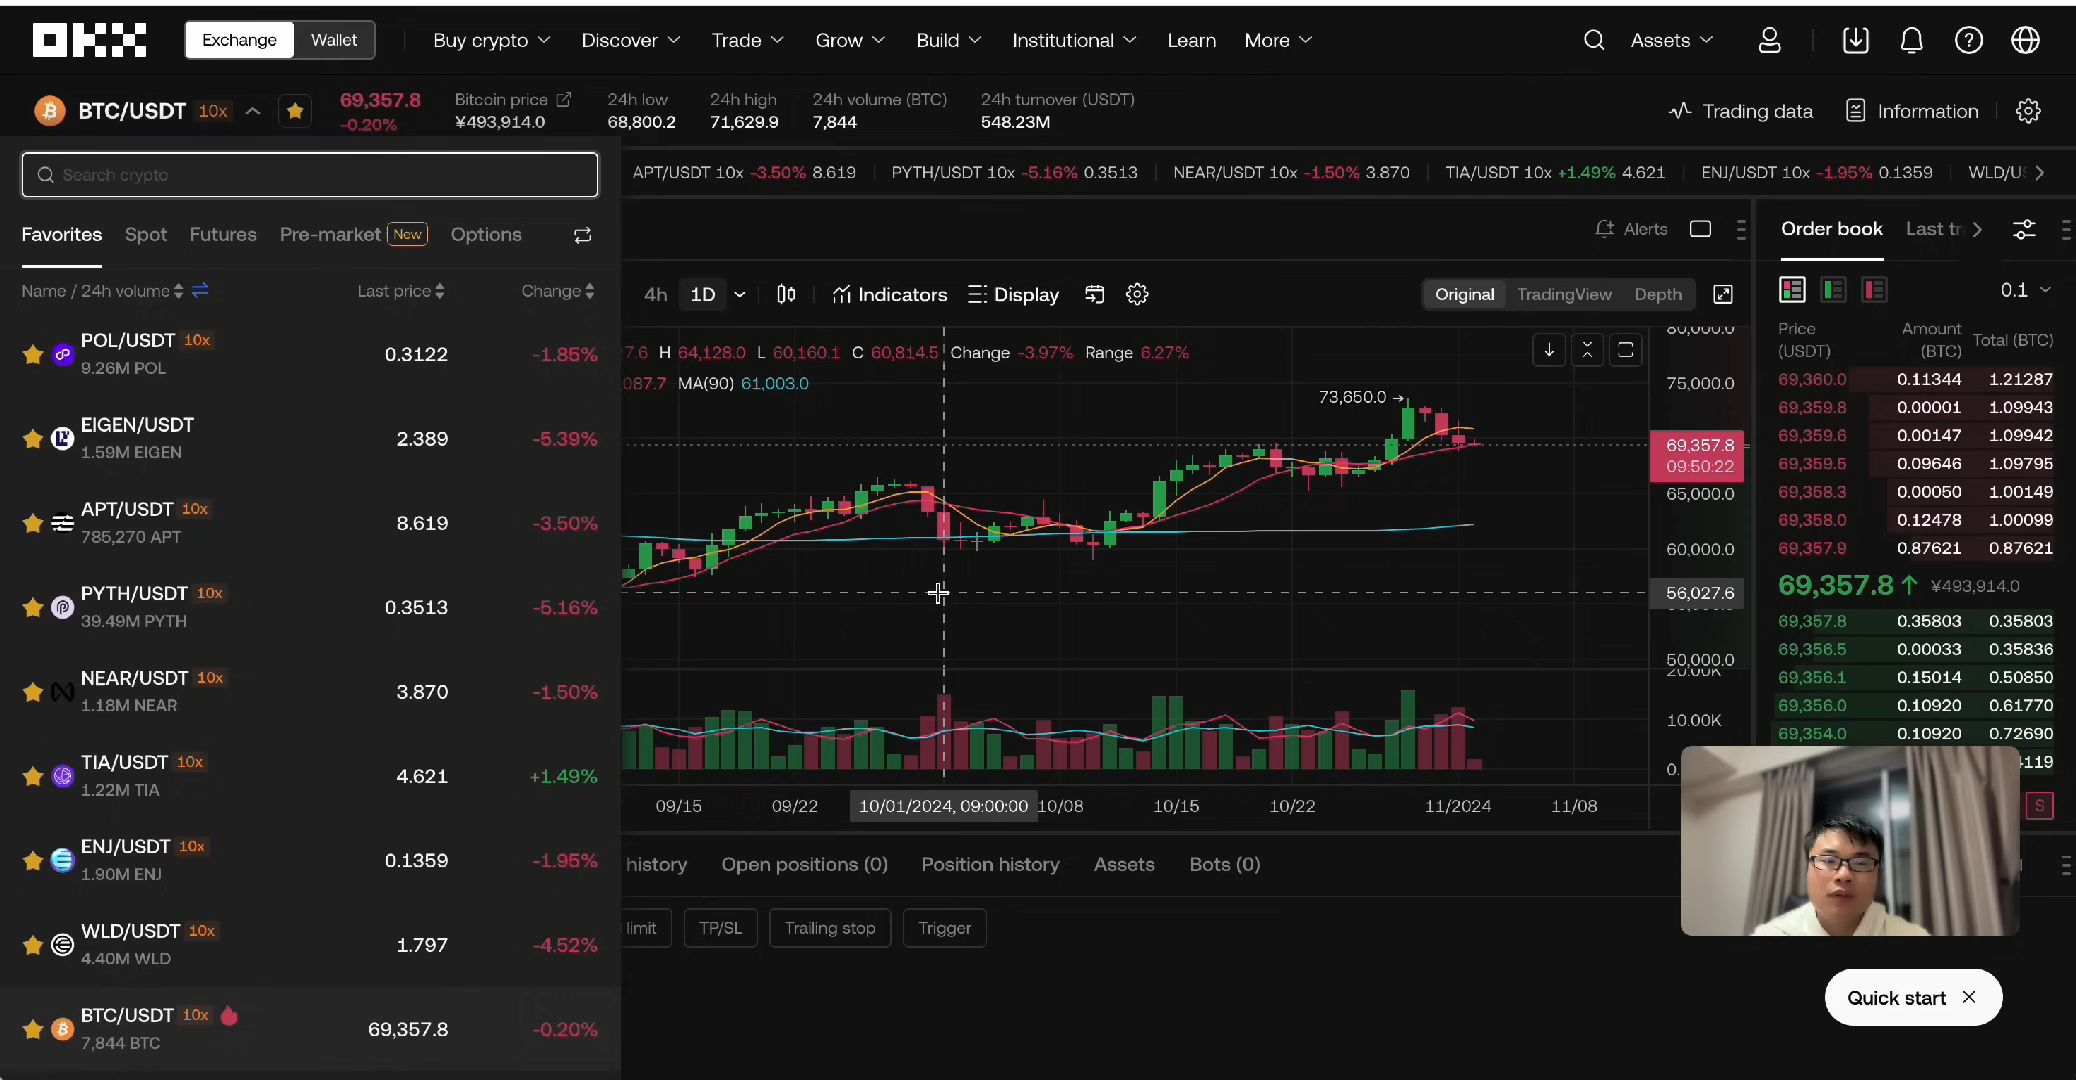 OKX Exchange Wallet Buy crypto Discover Trade Grow Build Institutional Learn More Assets
BTC/USDT 10x 69,357.8 -0.20%
Bitcoin price ¥493,914.0
24h low 68,800.2
24h high 71,629.9
24h volume (BTC) 7,844
24h turnover (USDT) 548.23M
Trading data Information
Search crypto
APT/USDT 10x -3.50% 8.619 PYTH/USDT 10x -5.16% 0.3513 NEAR/USDT 10x -1.50% 3.870 TIA/USDT 10x +1.49% 4.621 ENJ/USDT 10x -1.95% 0.1359 WLD/US
Favorites Spot Futures Pre-market New Options
Name / 24h volume Last price Change
POL/USDT 10x 0.3122 -1.85%
9.26M POL
EIGEN/USDT 2.389 -5.39%
1.59M EIGEN
APT/USDT 10x 8.619 -3.50%
785,270 APT
PYTH/USDT 10x 0.3513 -5.16%
39.49M PYTH
NEAR/USDT 10x 3.870 -1.50%
1.18M NEAR
TIA/USDT 10x 4.621 +1.49%
1.22M TIA
ENJ/USDT 10x 0.1359 -1.95%
1.90M ENJ
WLD/USDT 10x 1.797 -4.52%
4.40M WLD
BTC/USDT 10x 69,357.8 -0.20%
7,844 BTC
Alerts
4h 1D Indicators Display Original TradingView Depth
7.6 H 64,128.0 L 60,160.1 C 60,814.5 Change -3.97% Range 6.27%
087.7 MA(90) 61,003.0
73,650.0
80,000.0
75,000.0
69,357.8
09:50:22
65,000.0
60,000.0
56,027.6
50,000.0
20.00K
10.00K
0.
09/15 09/22 10/01/2024, 09:00:00 10/08 10/15 10/22 11/2024 11/08
history Open positions (0) Position history Assets Bots (0)
limit TP/SL Trailing stop Trigger
Order book Last tr
0.1
Price (USDT) Amount (BTC) Total (BTC)
69,360.0 0.11344 1.21287
69,359.8 0.00001 1.09943
69,359.6 0.00147 1.09942
69,359.5 0.09646 1.09795
69,358.3 0.00050 1.00149
69,358.0 0.12478 1.00099
69,357.9 0.87621 0.87621
69,357.8 ¥493,914.0
69,357.8 0.35803 0.35803
69,356.5 0.00033 0.35836
69,356.1 0.15014 0.50850
69,356.0 0.10920 0.61770
69,354.0 0.10920 0.72690
4119
S
Quick start